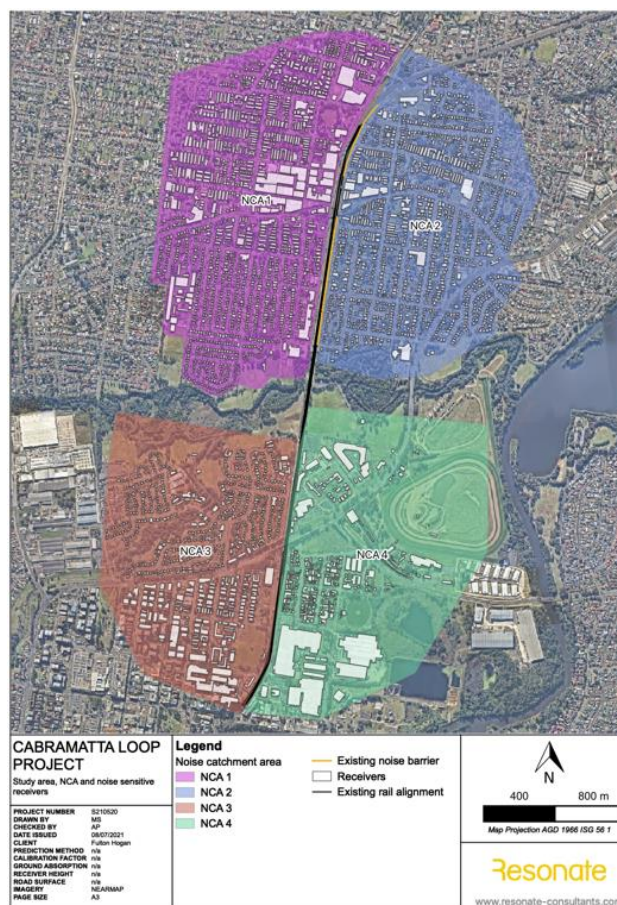 NCA 1
NCA 2
NCA 3
NCA 4
CABRAMATTA LOOP
PROJECT
Study area, NCA and noise sensitive
receivers
PROJECT NUMBER S210520
DRAWN BY MS
CHECKED BY AP
DATE ISSUED 08/07/2021
CLIENT Fulton Hogan
PREDICTION METHOD n/a
CALIBRATION FACTOR n/a
GROUND ABSORPTION n/a
RECEIVER HEIGHT n/a
ROAD SURFACE n/a
IMAGERY NEARMAP
PAGE SIZE A3
Legend
Noise catchment area
NCA 1
NCA 2
NCA 3
NCA 4
Existing noise barrier
Receivers
Existing rail alignment
N
400 800 m
Map Projection AGD 1966 ISG 56 1
Resonate
www.resonate-consultants.com